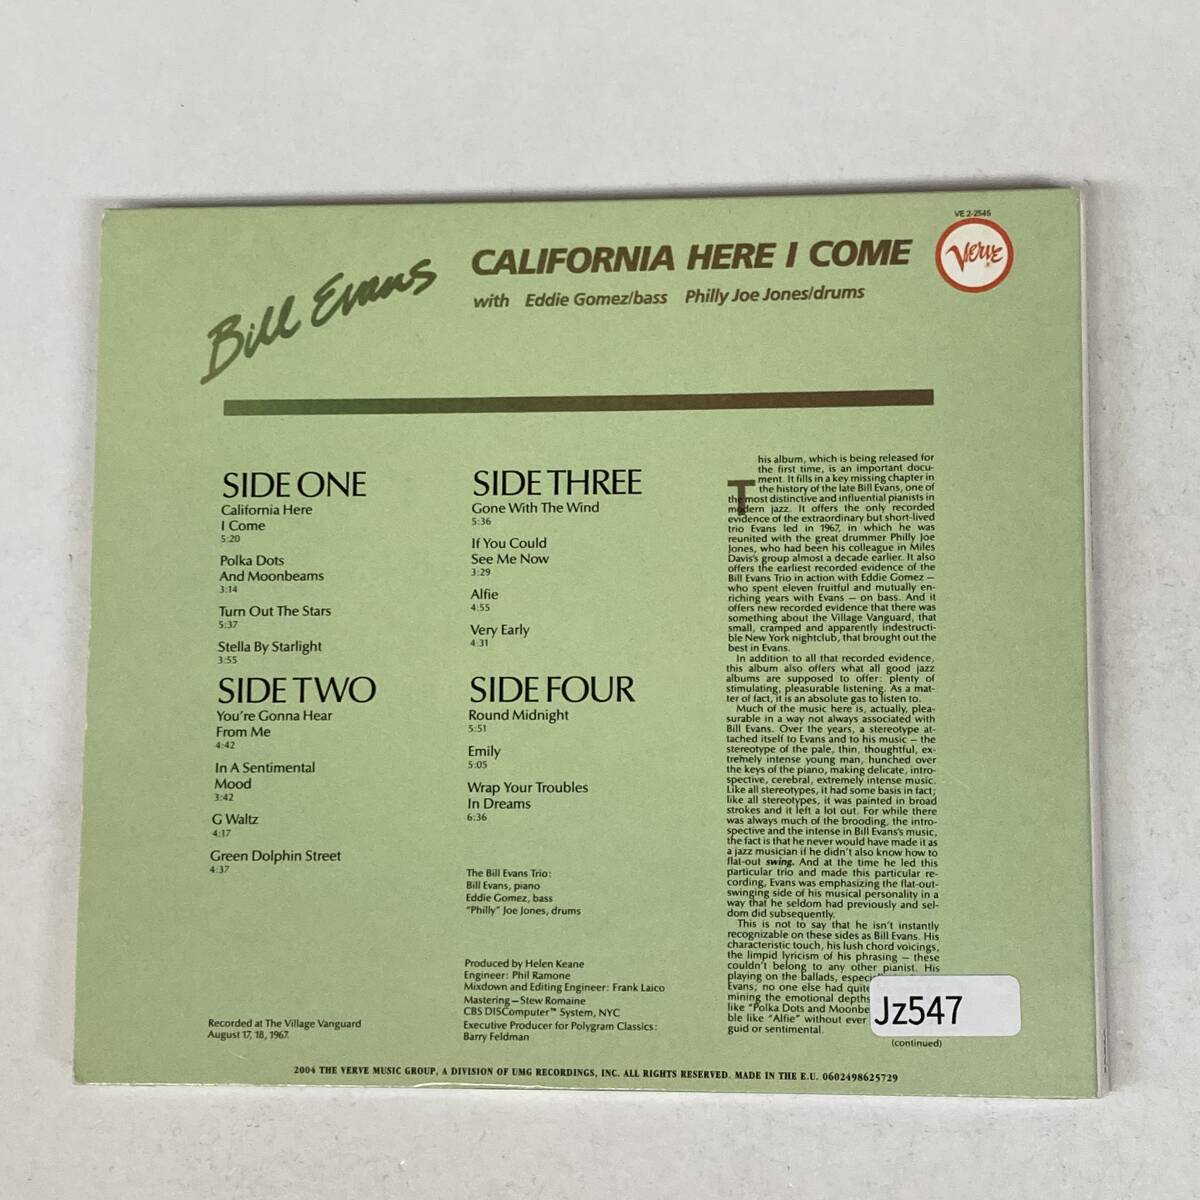 VE 2-2545
Verve
Bill Evans
CALIFORNIA HERE I COME
with Eddie Gomez/bass Philly Joe Jones/drums
SIDE ONE
California Here
I Come
5:20
Polka Dots
And Moonbeams
3:14
Turn Out The Stars
5:37
Stella By Starlight
3:55
SIDE TWO
You're Gonna Hear
From Me
4:42
In A Sentimental
Mood
3:42
G Waltz
4:17
Green Dolphin Street
4:37
Recorded at The Village Vanguard
August 17, 18, 1967.
SIDE THREE
Gone With The Wind
5:36
If You Could
See Me Now
3:29
Alfie
4:55
Very Early
4:31
SIDE FOUR
Round Midnight
5:51
Emily
5:05
Wrap Your Troubles
In Dreams
6:36
The Bill Evans Trio:
Bill Evans, piano
Eddie Gomez, bass
"Philly" Joe Jones, drums
Produced by Helen Keane
Engineer: Phil Ramone
Mixdown and Editing Engineer: Frank Laico
Mastering—Stew Romaine
CBS DISComputer™ System, NYC
Executive Producer for Polygram Classics:
Barry Feldman
This album, which is being released for
the first time, is an important docu-
ment. It fills in a key missing chapter in
the history of the late Bill Evans, one of
the most distinctive and influential pianists in
modern jazz. It offers the only recorded
evidence of the extraordinary but short-lived
trio Evans led in 1967, in which he was
reunited with the great drummer Philly Joe
Jones, who had been his colleague in Miles
Davis's group almost a decade earlier. It also
offers the earliest recorded evidence of the
Bill Evans Trio in action with Eddie Gomez —
who spent eleven fruitful and mutually en-
riching years with Evans — on bass. And it
offers new recorded evidence that there was
something about the Village Vanguard, that
small, cramped and apparently indestructi-
ble New York nightclub, that brought out the
best in Evans.
In addition to all that recorded evidence,
this album also offers what all good jazz
albums are supposed to offer: plenty of
stimulating, pleasurable listening. As a mat-
ter of fact, it is an absolute gas to listen to.
Much of the music here is, actually, plea-
surable in a way not always associated with
Bill Evans. Over the years, a stereotype at-
tached itself to Evans and to his music — the
stereotype of the pale, thin, thoughtful, ex-
tremely intense young man, hunched over
the keys of the piano, making delicate, intro-
spective, cerebral, extremely intense music.
Like all stereotypes, it had some basis in fact;
like all stereotypes, it was painted in broad
strokes and it left a lot out. For while there
was always much of the brooding, the intro-
spective and the intense in Bill Evans's music,
the fact is that he never would have made it as
a jazz musician if he didn't also know how to
flat-out swing. And at the time he led this
particular trio and made this particular re-
cording, Evans was emphasizing the flat-out-
swinging side of his musical personality in a
way that he seldom had previously and sel-
dom did subsequently.
This is not to say that he isn't instantly
recognizable on these sides as Bill Evans. His
characteristic touch, his lush chord voicings,
the limpid lyricism of his phrasing — these
couldn't belong to any other pianist. His
playing on the ballads,
Evans; no one else had quite
mining the emotional depths
like "Polka Dots and
ble like "Alfie" without ever
guid or sentimental.
(continued)
Jz547
2004 THE VERVE MUSIC GROUP, A DIVISION OF UMG RECORDINGS, INC. ALL RIGHTS RESERVED. MADE IN THE E.U. 0602498625729